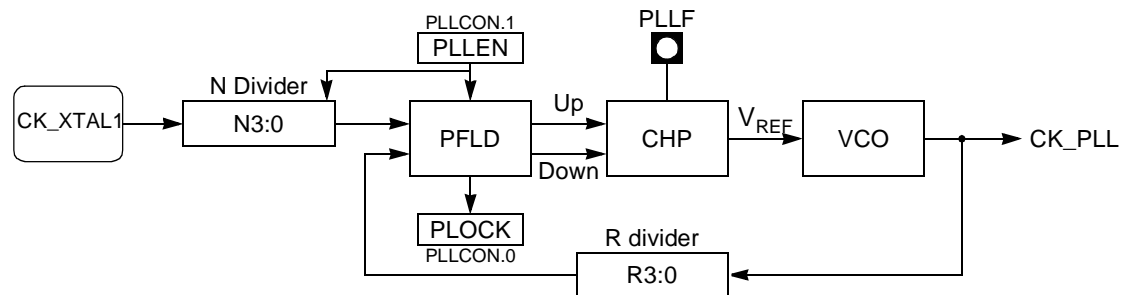 PLLCON.1
PLLEN
PLLF
N Divider
CK_XTAL1
N3:0
PFLD
Up
Down
CHP
VREF
VCO
CK_PLL
PLOCK
PLLCON.0
R divider
R3:0